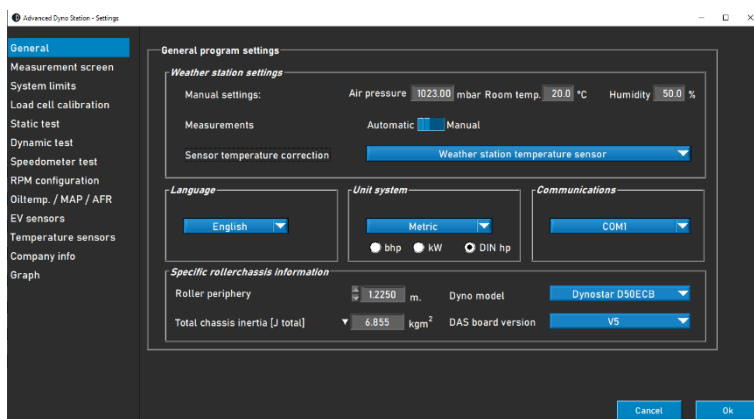 Advanced Dyno Station - Settings
General
Measurement screen
System limits
Load cell calibration
Static test
Dynamic test
Speedometer test
RPM configuration
Oiltemp. / MAP / AFR
EV sensors
Temperature sensors
Company info
Graph
General program settings
Weather station settings
Manual settings: Air pressure 1023.00 mbar Room temp. 20.0 °C Humidity 50.0 %
Measurements Automatic Manual
Sensor temperature correction Weather station temperature sensor
Language
English
Unit system
Metric
bhp kW DIN hp
Communications
COM1
Specific rollerchassis information
Roller periphery 1.2250 m. Dyno model Dynostar D50ECB
Total chassis inertia [J total] 6.855 kgm² DAS board version V5
Cancel Ok